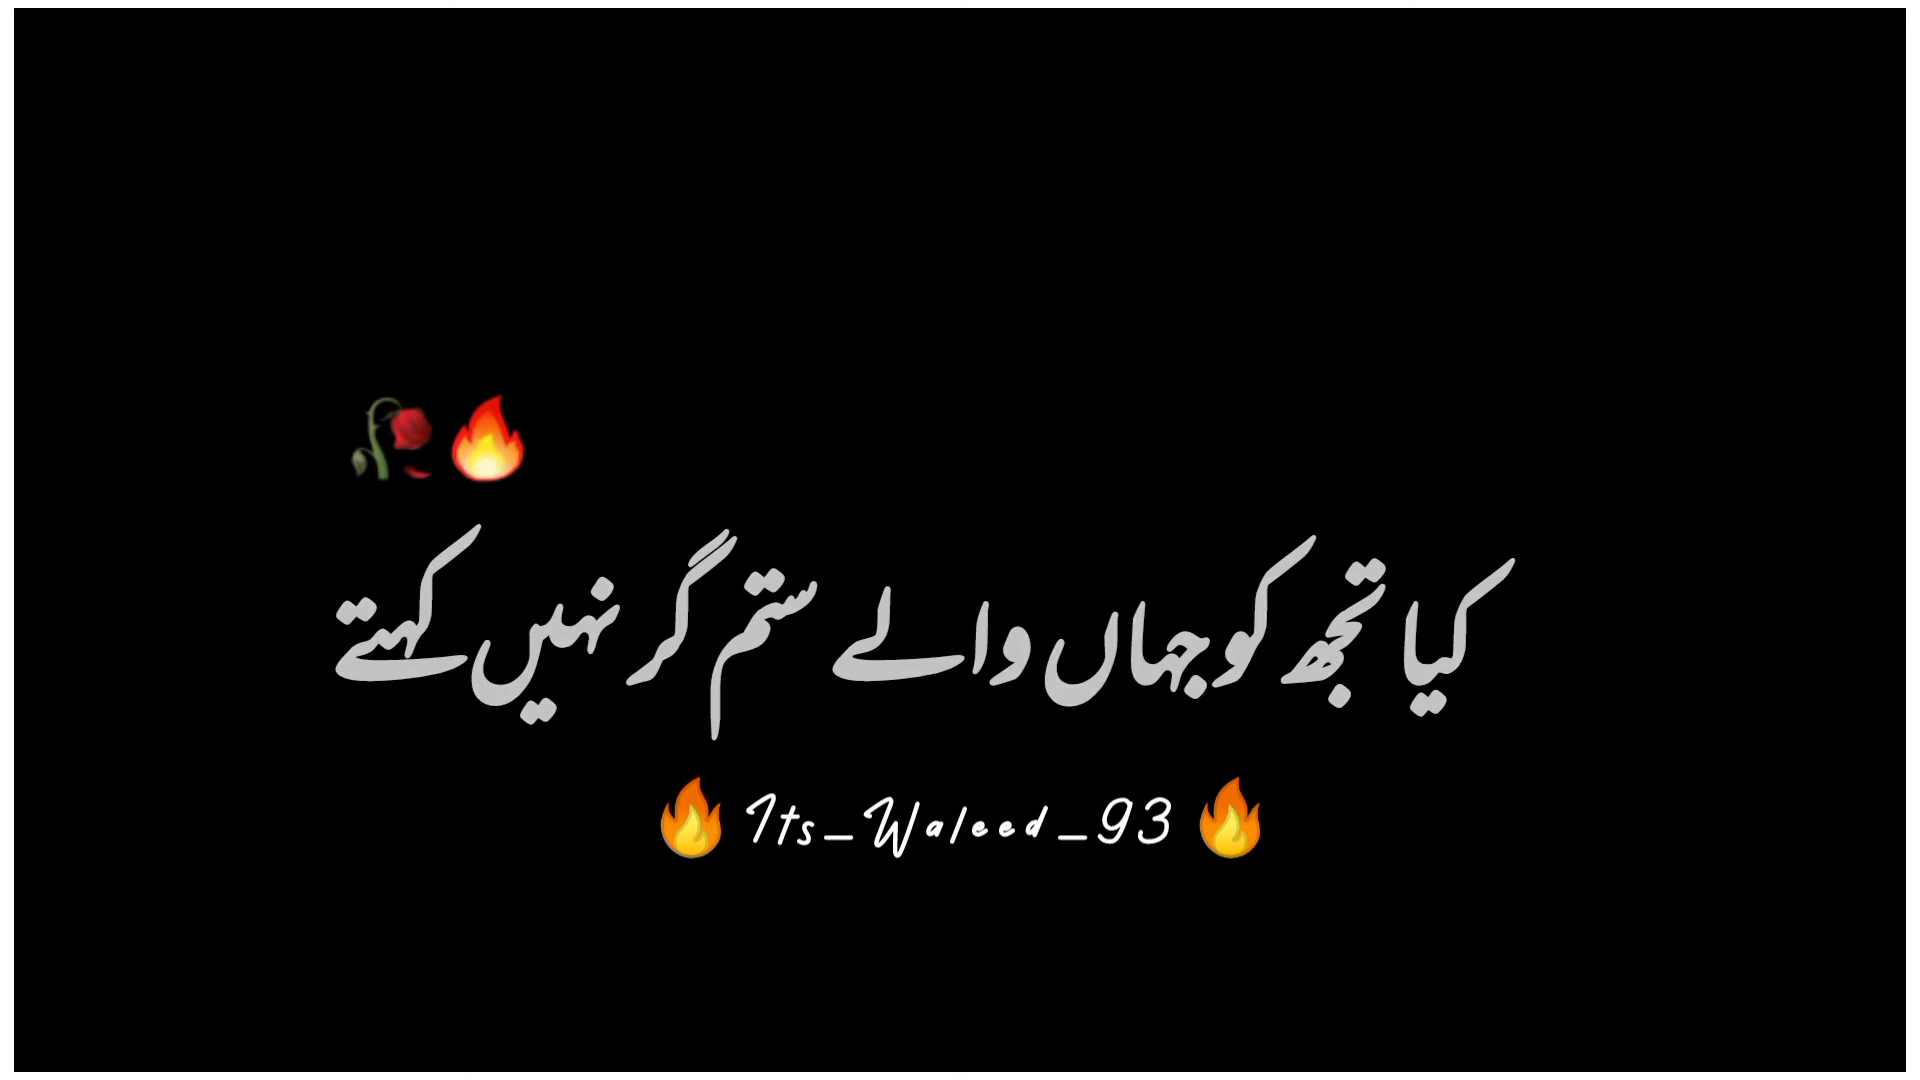 🥀🔥
کیا تجھ کو جہاں والے ستم گر نہیں کہتے
🔥 Its_Waleed_93 🔥